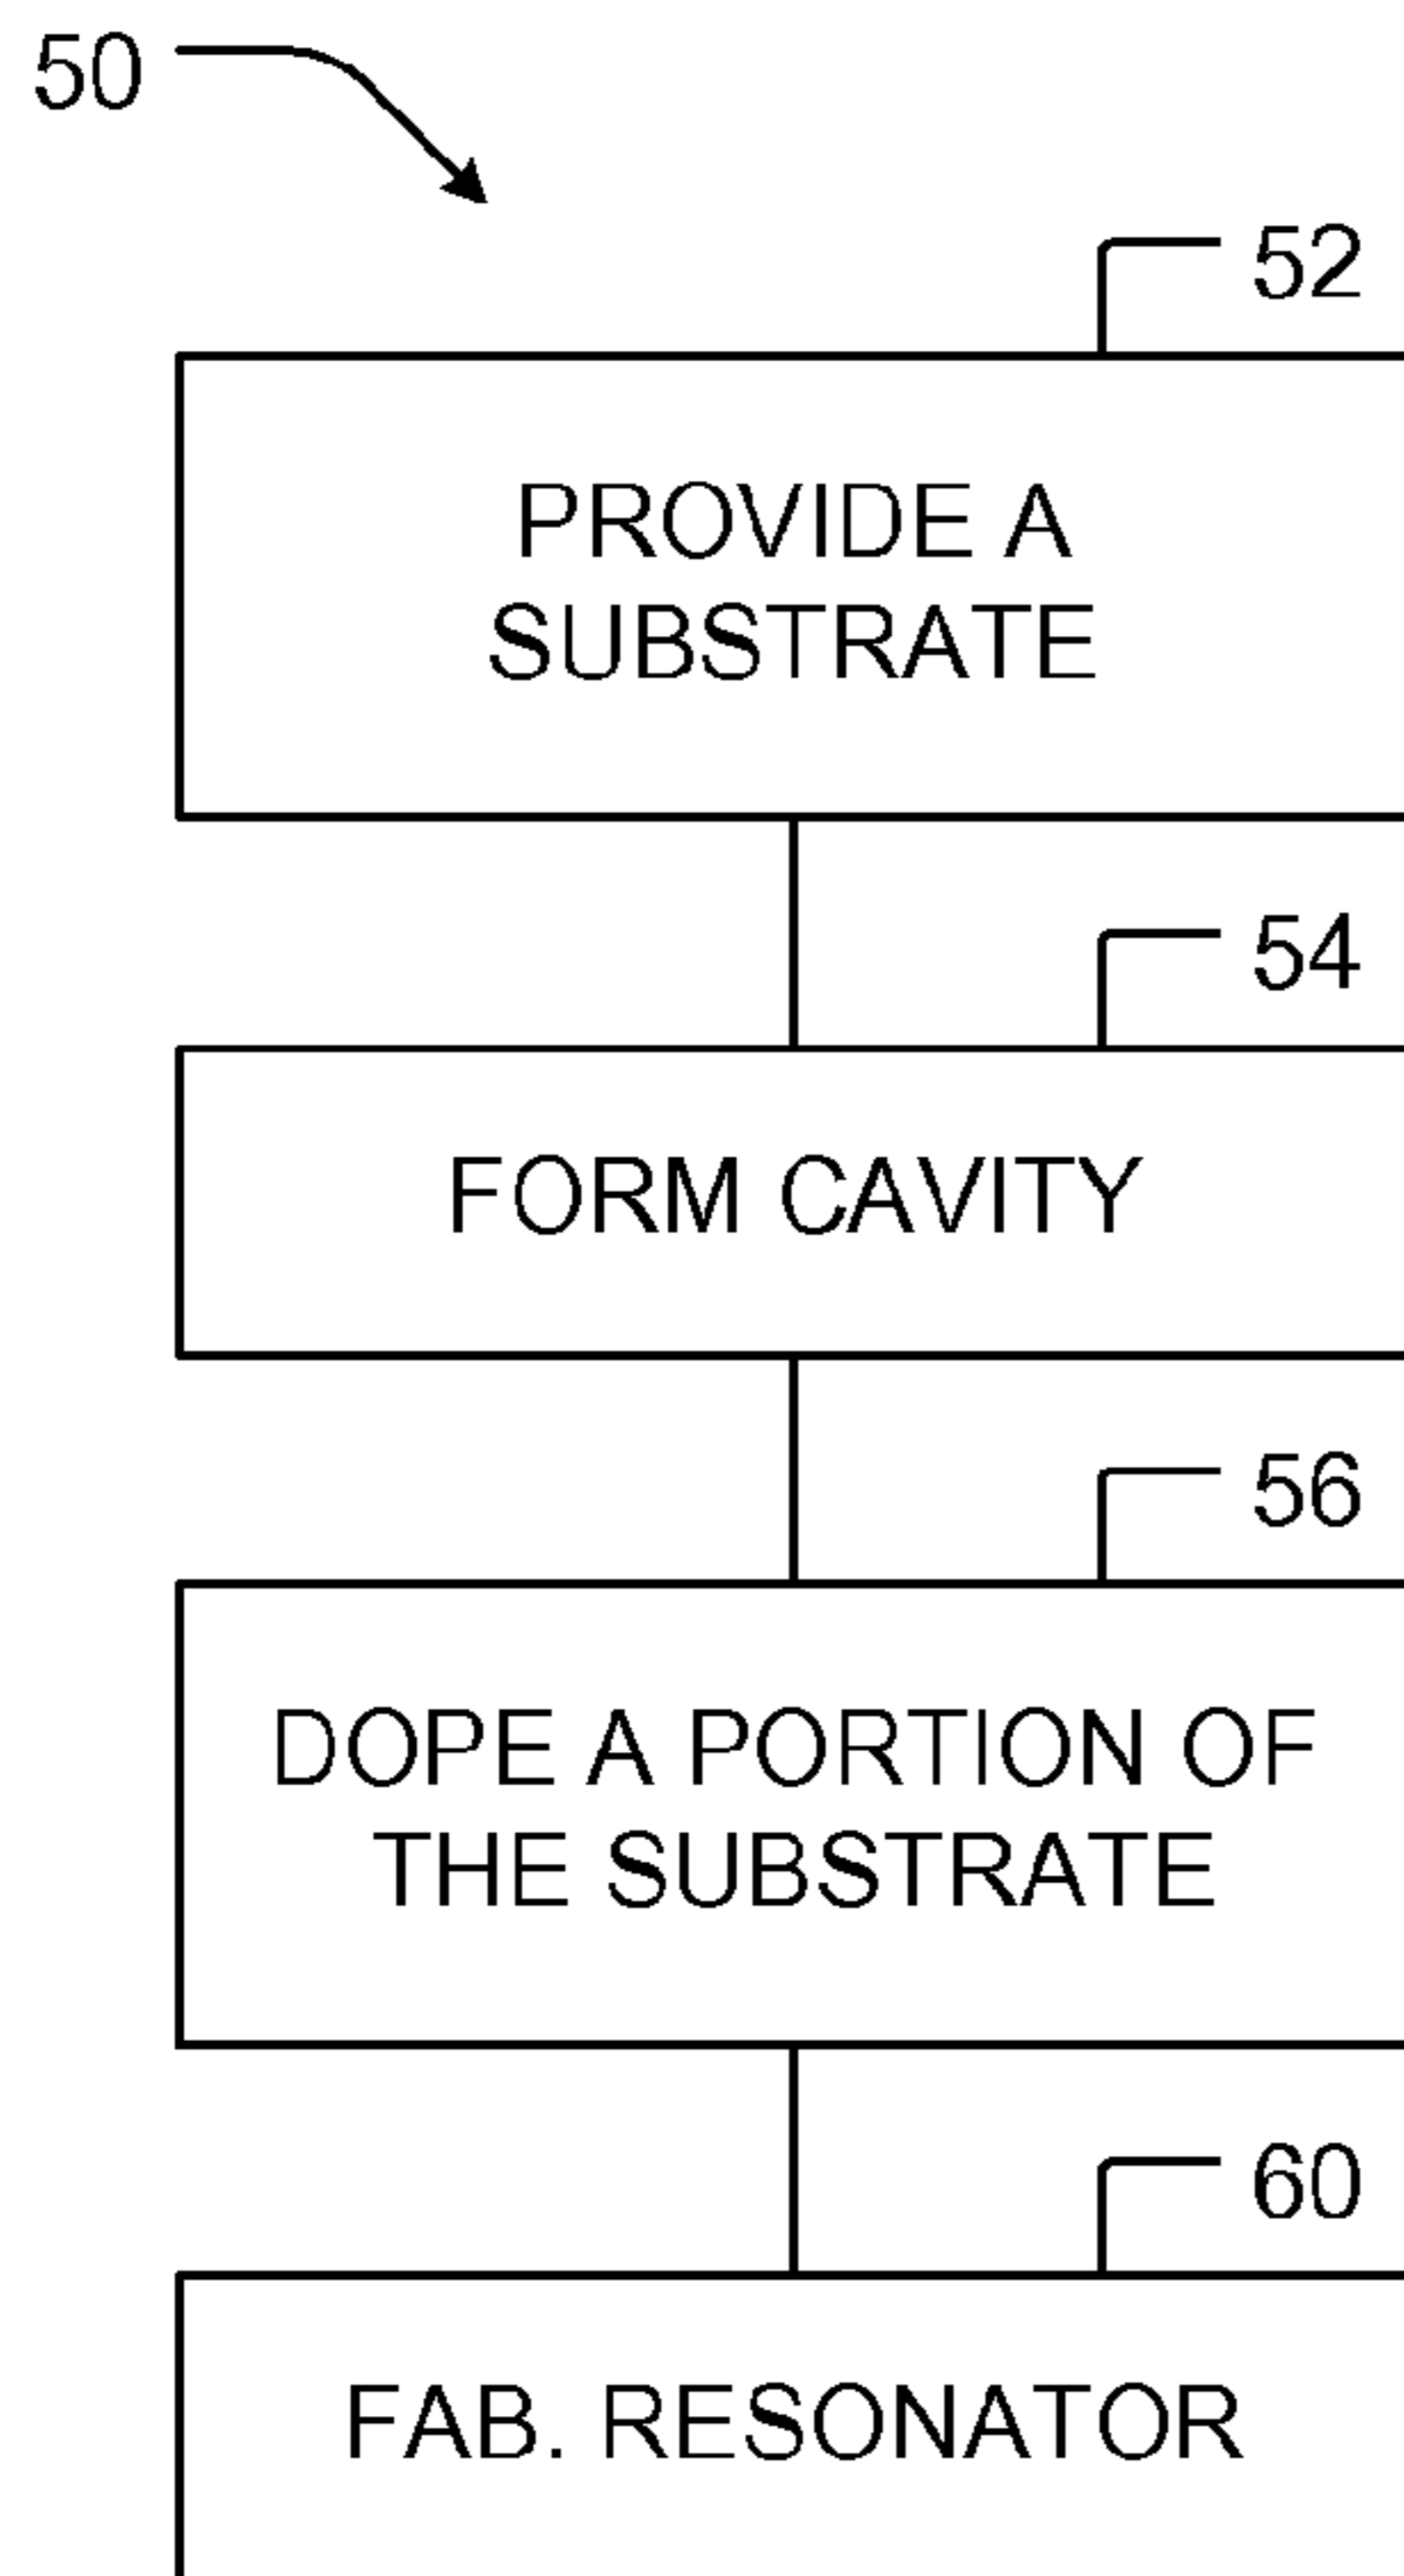 50
52
PROVIDE A
SUBSTRATE
54
FORM CAVITY
56
DOPE A PORTION OF
THE SUBSTRATE
60
FAB. RESONATOR